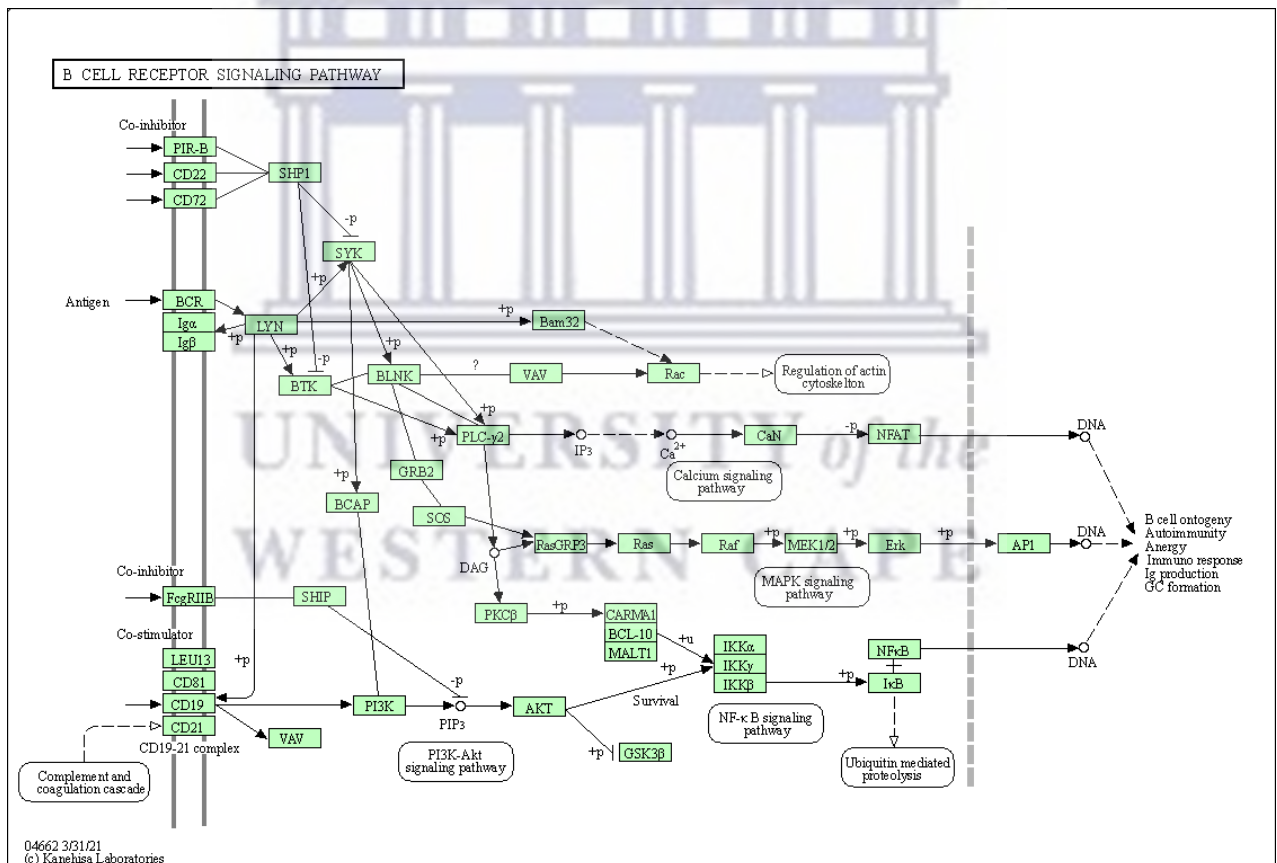 B CELL RECEPTOR SIGNALING PATHWAY
Co-inhibitor
PIR-B
CD22
CD72
SHP1
-p
SYK
+p
Antigen
BCR
Igα
Igβ
+p
LYN
+p
-p
+p
+p
Bam32
BTK
BLNK
?
VAV
Rac
Regulation of actin
cytoskelton
+p
+p
PLC-γ2
IP3
Ca2+
CaN
-p
NFAT
DNA
Calcium signaling
pathway
UNIVERSITY of the
WESTERN CAPE
GRB2
+p
BCAP
SOS
DAG
RasGRP3
Ras
Raf
+p
MEK1/2
+p
Erk
+p
AP1
DNA
MAPK signaling
pathway
B cell ontogeny
Autoimmunity
Anergy
Immuno response
Ig production
GC formation
Co-inhibitor
FcgRIIB
SHIP
PKCβ
+p
CARMA1
BCL-10
MALT1
+u
+p
IKKα
IKKγ
IKKβ
+p
NFκB
IκB
DNA
Co-stimulator
LEU13
CD81
CD19
CD21
CD19-21 complex
+p
VAV
PI3K
-p
PIP3
AKT
Survival
+p
GSK3β
NF-κB signaling
pathway
PI3K-Akt
signaling pathway
Ubiquitin mediated
proteolysis
Complement and
coagulation cascade
04662 3/31/21
(c) Kanehisa Laboratories